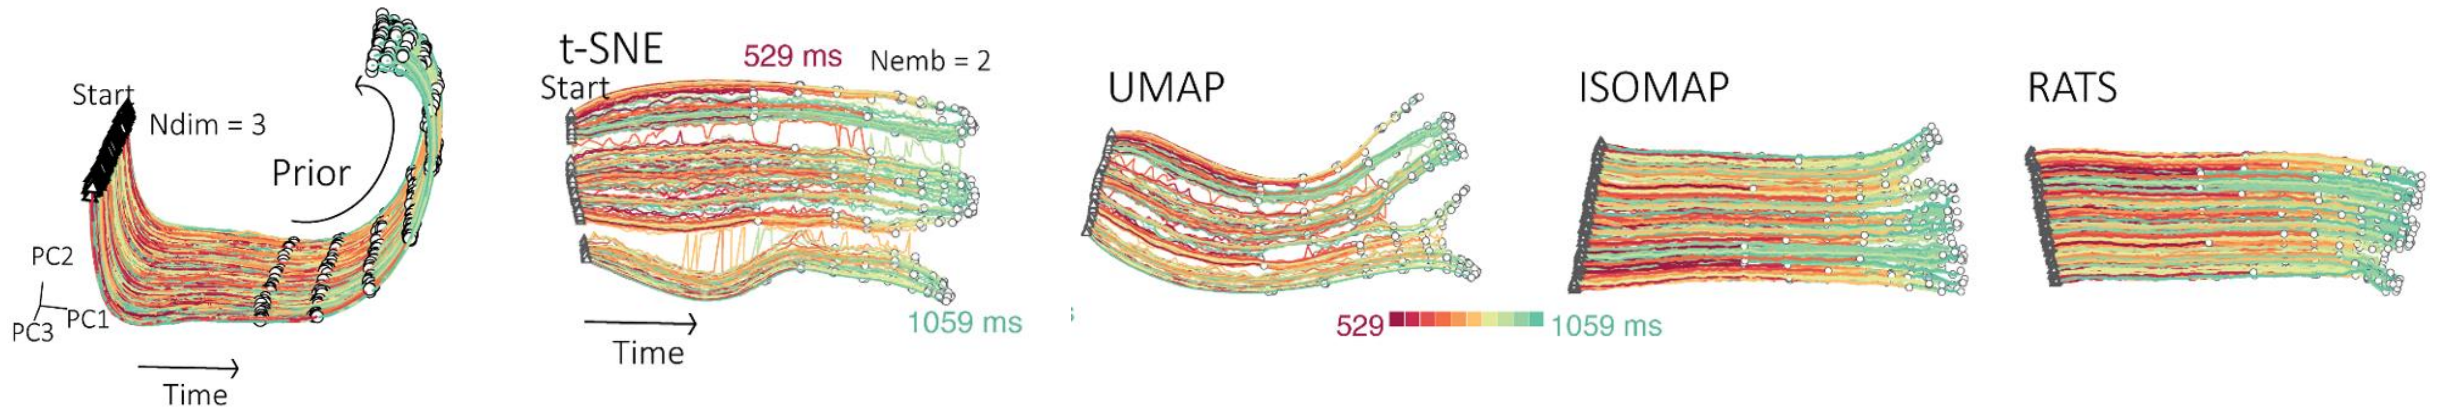 Start
Ndim = 3
Prior
PC2
PC3
PC1
Time
t-SNE
Start
529 ms
Nemb = 2
1059 ms
Time
UMAP
529
1059 ms
ISOMAP
RATS